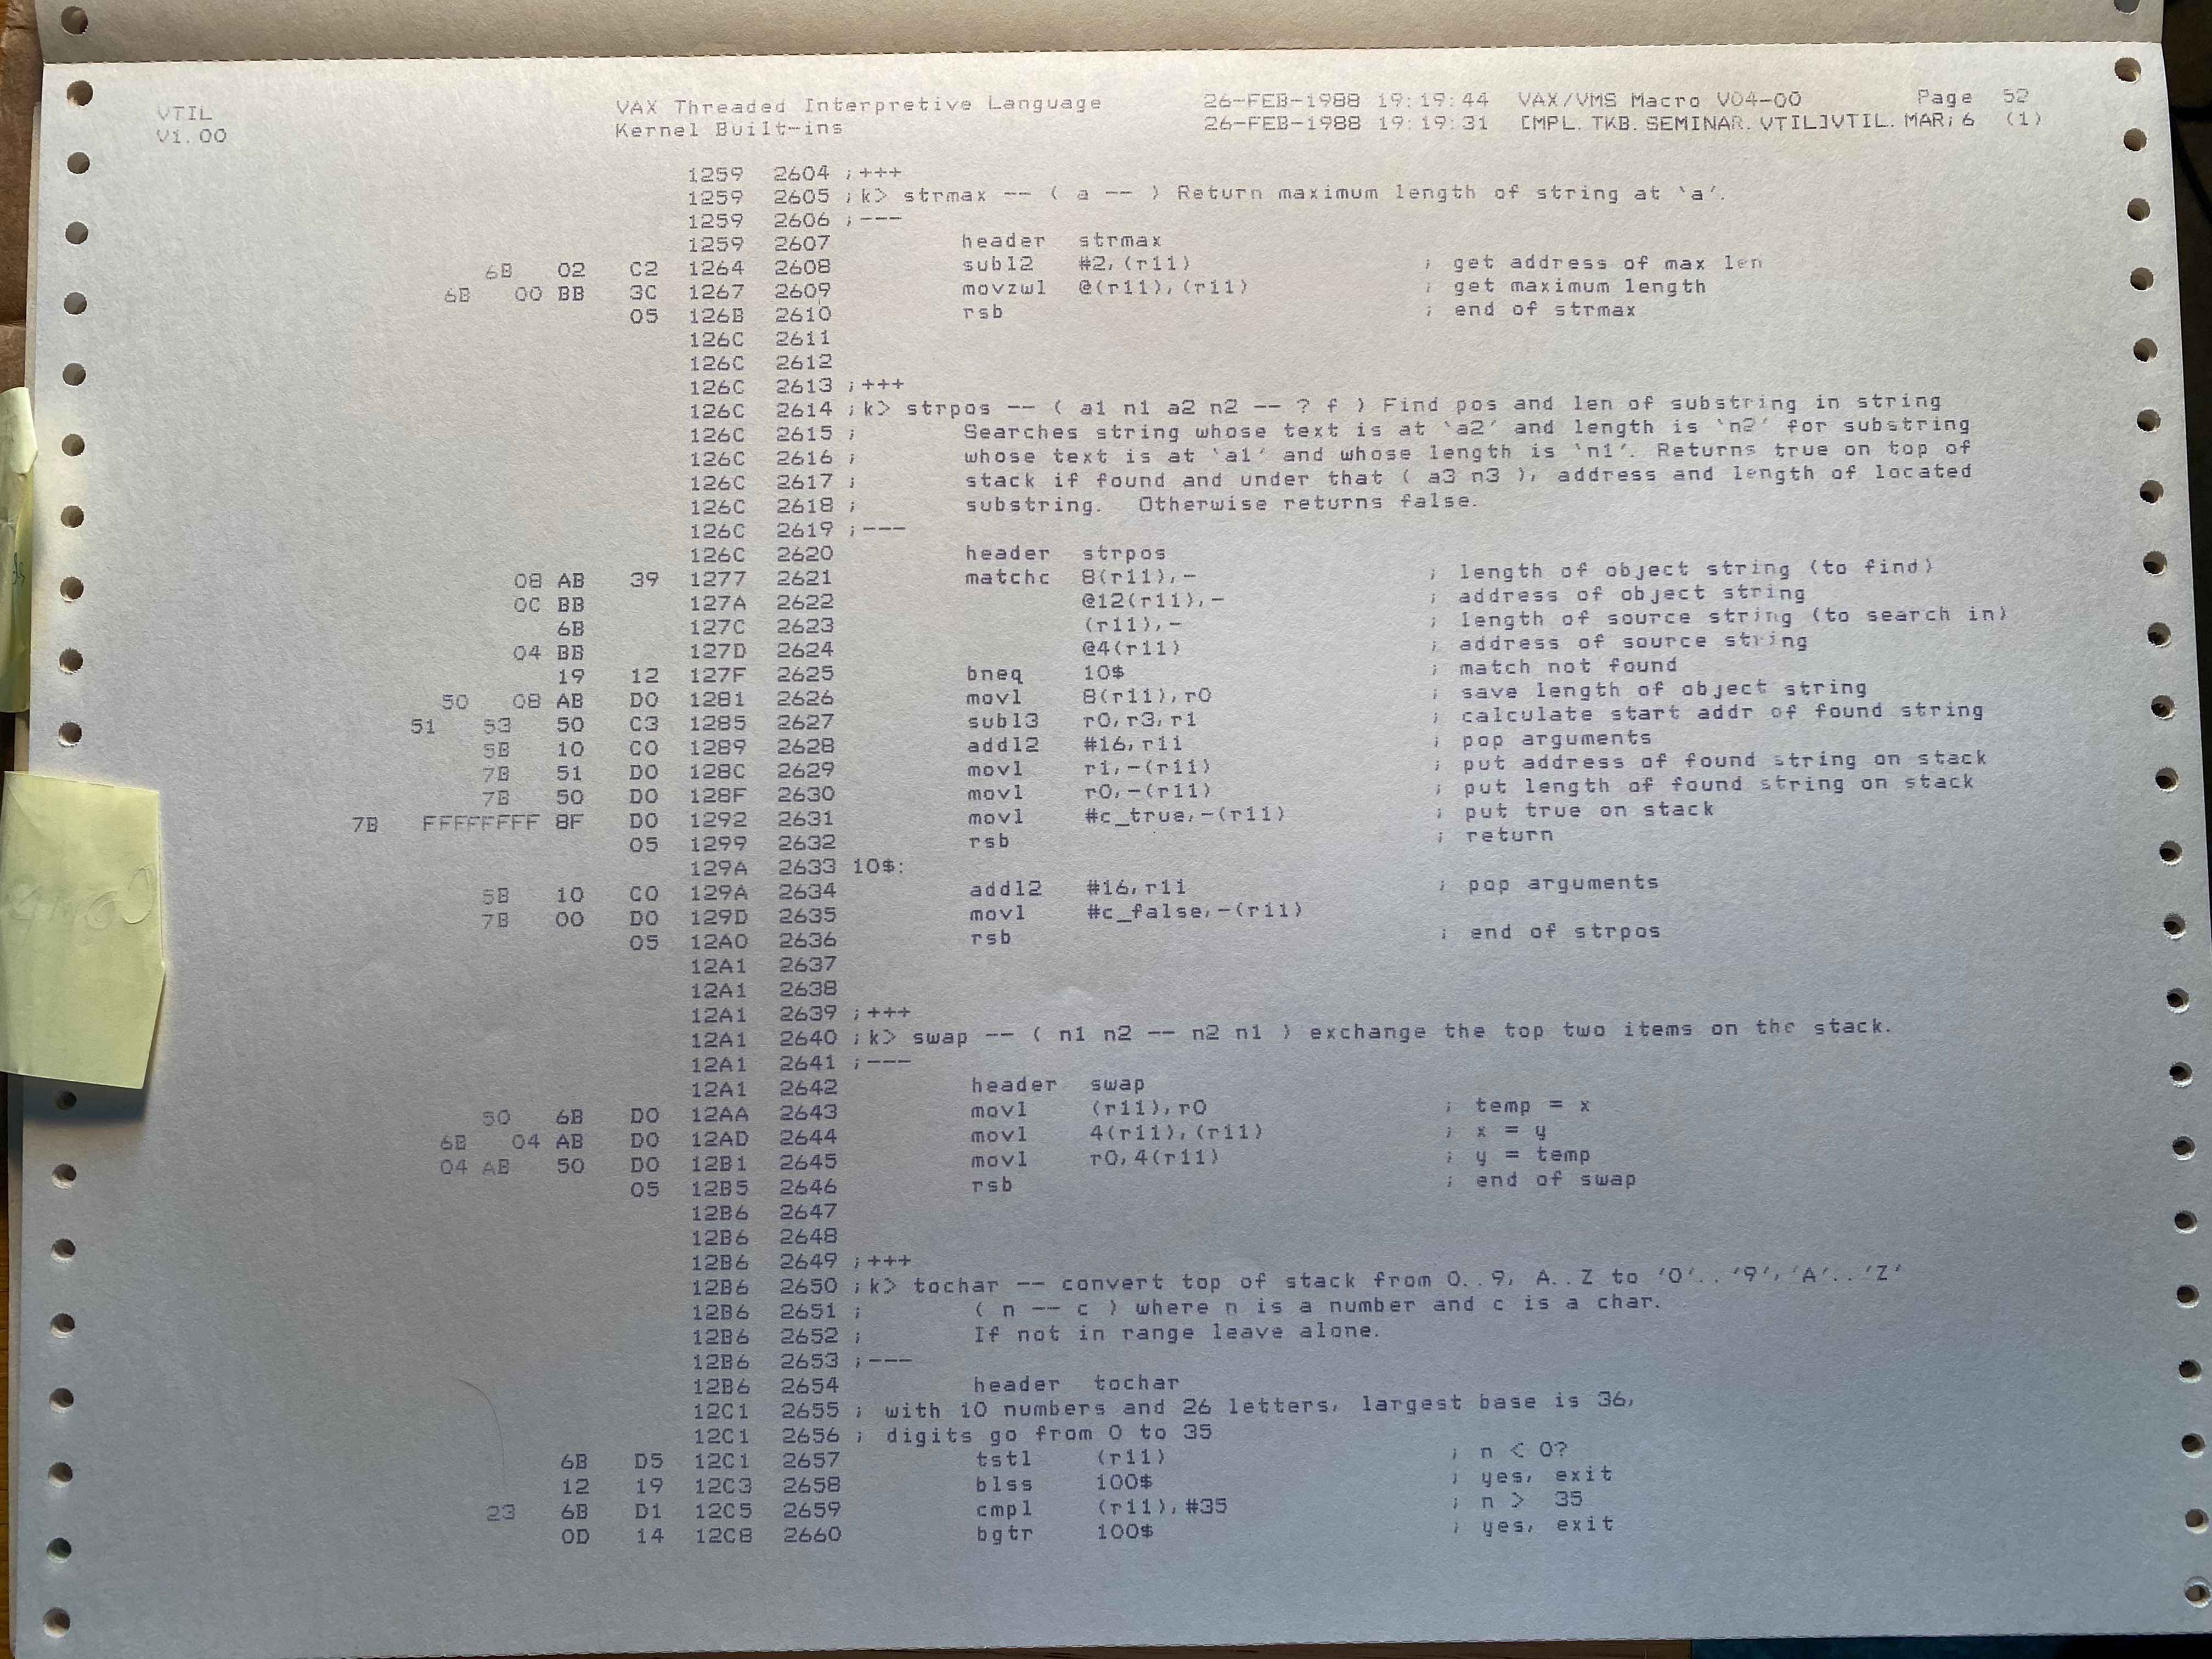 VTIL VAX Threaded Interpretive Language 26-FEB-1988 19:19:44 VAX/VMS Macro V04-00 Page 52
V1.00 Kernel Built-ins 26-FEB-1988 19:19:31 [MPL.TKB.SEMINAR.VTIL]VTIL.MAR;6 (1)
1259 2604 ;+++
1259 2605 ;k> strmax -- ( a -- ) Return maximum length of string at `a'.
1259 2606 ;---
1259 2607 header strmax
6B 02 C2 1264 2608 subl2 #2,(r11) ; get address of max len
6B 00 BB 3C 1267 2609 movzwl @(r11),(r11) ; get maximum length
05 126B 2610 rsb ; end of strmax
126C 2611
126C 2612
126C 2613 ;+++
126C 2614 ;k> strpos -- ( a1 n1 a2 n2 -- ? f ) Find pos and len of substring in string
126C 2615 ; Searches string whose text is at `a2' and length is `n2' for substring
126C 2616 ; whose text is at `a1' and whose length is `n1'. Returns true on top of
126C 2617 ; stack if found and under that ( a3 n3 ), address and length of located
126C 2618 ; substring. Otherwise returns false.
126C 2619 ;---
126C 2620 header strpos
08 AB 39 1277 2621 matchc 8(r11),- ; length of object string (to find)
0C BB 127A 2622 @12(r11),- ; address of object string
6B 127C 2623 (r11),- ; length of source string (to search in)
04 BB 127D 2624 @4(r11) ; address of source string
19 12 127F 2625 bneq 10$ ; match not found
50 08 AB D0 1281 2626 movl 8(r11),r0 ; save length of object string
51 53 50 C3 1285 2627 subl3 r0,r3,r1 ; calculate start addr of found string
5B 10 C0 1289 2628 addl2 #16,r11 ; pop arguments
7B 51 D0 128C 2629 movl r1,-(r11) ; put address of found string on stack
7B 50 D0 128F 2630 movl r0,-(r11) ; put length of found string on stack
7B FFFFFFFF 8F D0 1292 2631 movl #c_true,-(r11) ; put true on stack
05 1299 2632 rsb ; return
129A 2633 10$:
5B 10 C0 129A 2634 addl2 #16,r11 ; pop arguments
7B 00 D0 129D 2635 movl #c_false,-(r11)
05 12A0 2636 rsb ; end of strpos
12A1 2637
12A1 2638
12A1 2639 ;+++
12A1 2640 ;k> swap -- ( n1 n2 -- n2 n1 ) exchange the top two items on the stack.
12A1 2641 ;---
12A1 2642 header swap
50 6B D0 12AA 2643 movl (r11),r0 ; temp = x
6B 04 AB D0 12AD 2644 movl 4(r11),(r11) ; x = y
04 AB 50 D0 12B1 2645 movl r0,4(r11) ; y = temp
05 12B5 2646 rsb ; end of swap
12B6 2647
12B6 2648
12B6 2649 ;+++
12B6 2650 ;k> tochar -- convert top of stack from 0..9, A..Z to '0'..'9','A'..'Z'
12B6 2651 ; ( n -- c ) where n is a number and c is a char.
12B6 2652 ; If not in range leave alone.
12B6 2653 ;---
12B6 2654 header tochar
12C1 2655 ; with 10 numbers and 26 letters, largest base is 36,
12C1 2656 ; digits go from 0 to 35
6B D5 12C1 2657 tstl (r11) ; n < 0?
12 19 12C3 2658 blss 100$ ; yes, exit
23 6B D1 12C5 2659 cmpl (r11),#35 ; n > 35
0D 14 12C8 2660 bgtr 100$ ; yes, exit